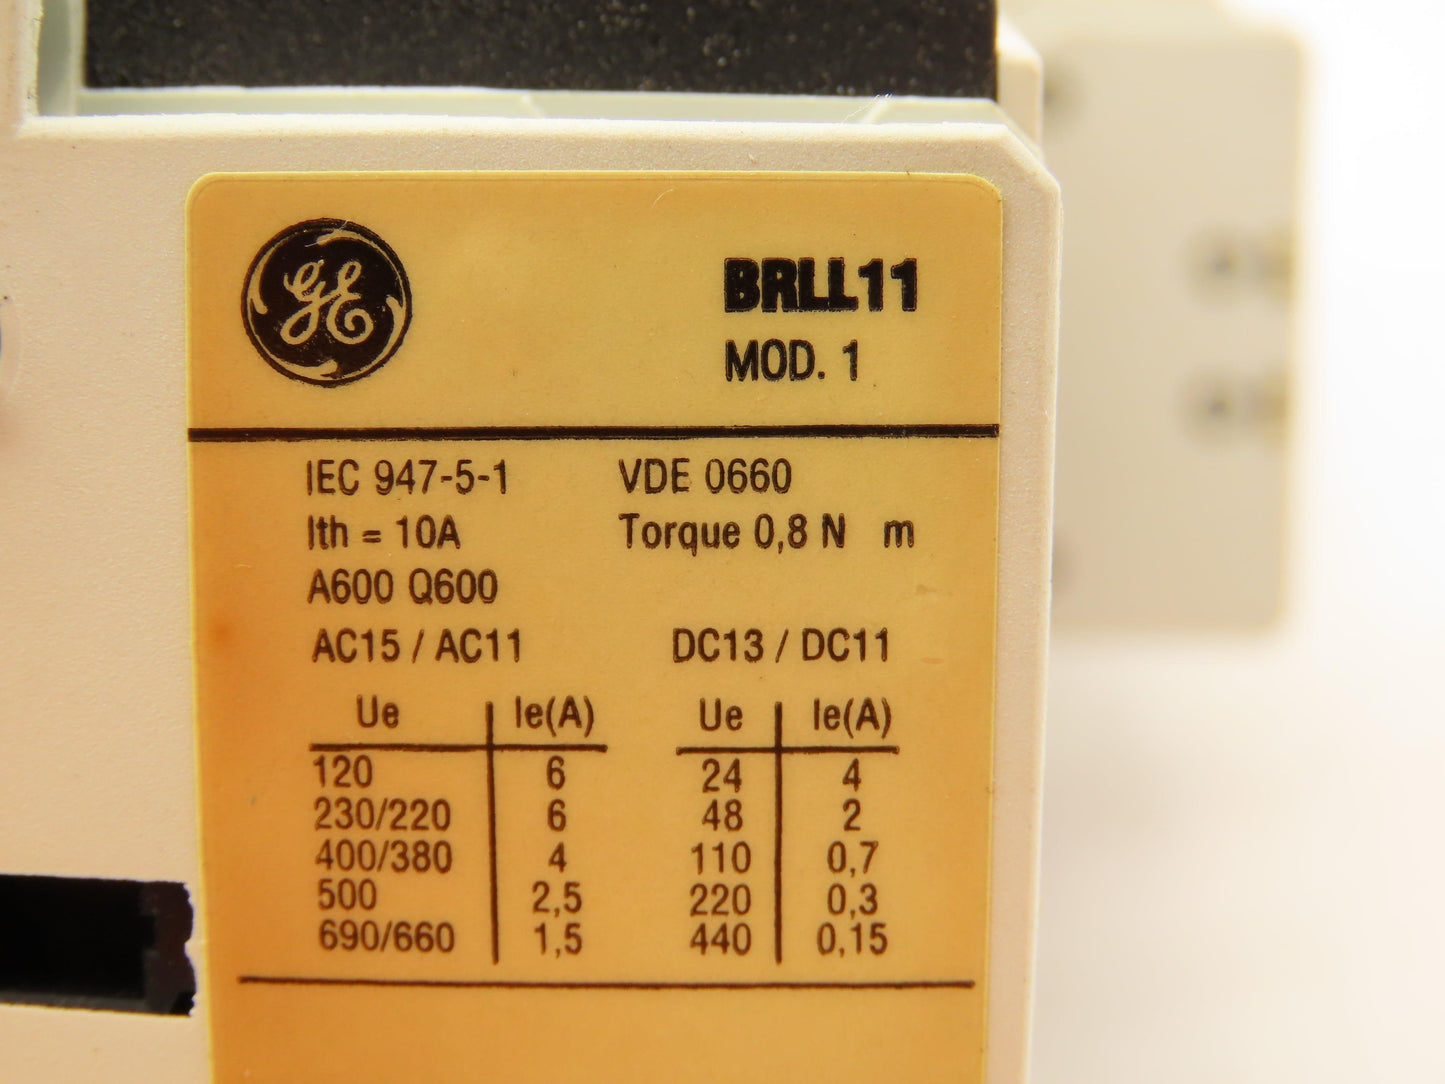 GE
BRLL11
MOD. 1
IEC 947-5-1 VDE 0660
Ith = 10A Torque 0,8 N m
A600 Q600
AC15 / AC11 DC13 / DC11
Ue Ie(A) Ue Ie(A)
120 6 24 4
230/220 6 48 2
400/380 4 110 0,7
500 2,5 220 0,3
690/660 1,5 440 0,15